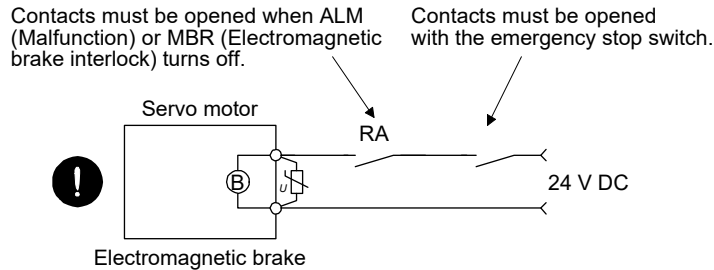 Contacts must be opened when ALM
(Malfunction) or MBR (Electromagnetic
brake interlock) turns off.
Contacts must be opened
with the emergency stop switch.
Servo motor
RA
B
U
24 V DC
Electromagnetic brake